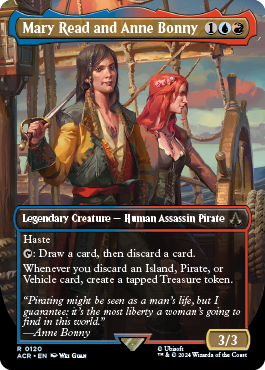 Mary Read and Anne Bonny 1
Legendary Creature — Human Assassin Pirate
Haste
: Draw a card, then discard a card.
Whenever you discard an Island, Pirate, or
Vehicle card, create a tapped Treasure token.
“Pirating might be seen as a man's life, but I
guarantee: it's the most liberty a woman's going to
find in this world.”
—Anne Bonny
3/3
R 0120
ACR • EN Wei Guan
© Ubisoft
™ & © 2024 Wizards of the Coast